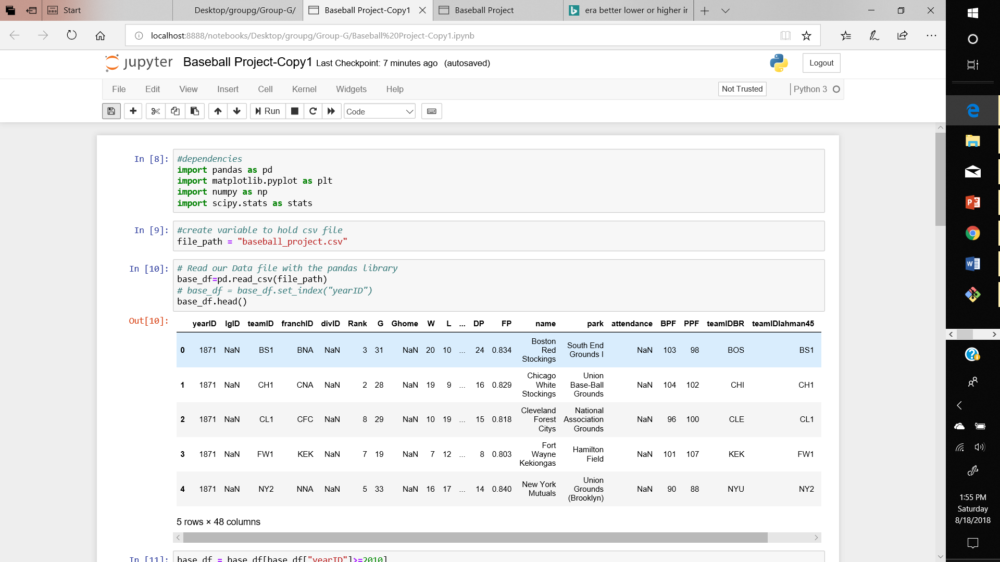 Start
Desktop/groupg/Group-G/
Baseball Project-Copy1
Baseball Project
era better lower or higher ir
localhost:8888/notebooks/Desktop/groupg/Group-G/Baseball%20Project-Copy1.ipynb
jupyter Baseball Project-Copy1 Last Checkpoint: 7 minutes ago (autosaved)
Logout
File Edit View Insert Cell Kernel Widgets Help
Not Trusted
Python 3
Run
Code
In [8]:
#dependencies
import pandas as pd
import matplotlib.pyplot as plt
import numpy as np
import scipy.stats as stats
In [9]:
#create variable to hold csv file
file_path = "baseball_project.csv"
In [10]:
# Read our Data file with the pandas library
base_df=pd.read_csv(file_path)
# base_df = base_df.set_index("yearID")
base_df.head()
Out[10]:
yearID lgID teamID franchID divID Rank G Ghome W L ... DP FP name park attendance BPF PPF teamIDBR teamIDlahman45
0 1871 NaN BS1 BNA NaN 3 31 NaN 20 10 ... 24 0.834 Boston Red Stockings South End Grounds I NaN 103 98 BOS BS1
1 1871 NaN CH1 CNA NaN 2 28 NaN 19 9 ... 16 0.829 Chicago White Stockings Union Base-Ball Grounds NaN 104 102 CHI CH1
2 1871 NaN CL1 CFC NaN 8 29 NaN 10 19 ... 15 0.818 Cleveland Forest Citys National Association Grounds NaN 96 100 CLE CL1
3 1871 NaN FW1 KEK NaN 7 19 NaN 7 12 ... 8 0.803 Fort Wayne Kekiongas Hamilton Field NaN 101 107 KEK FW1
4 1871 NaN NY2 NNA NaN 5 33 NaN 16 17 ... 14 0.840 New York Mutuals Union Grounds (Brooklyn) NaN 90 88 NYU NY2
5 rows × 48 columns
In [11]:
base_df = base_df[base_df["yearID"]>=2010]
1:55 PM
Saturday
8/18/2018